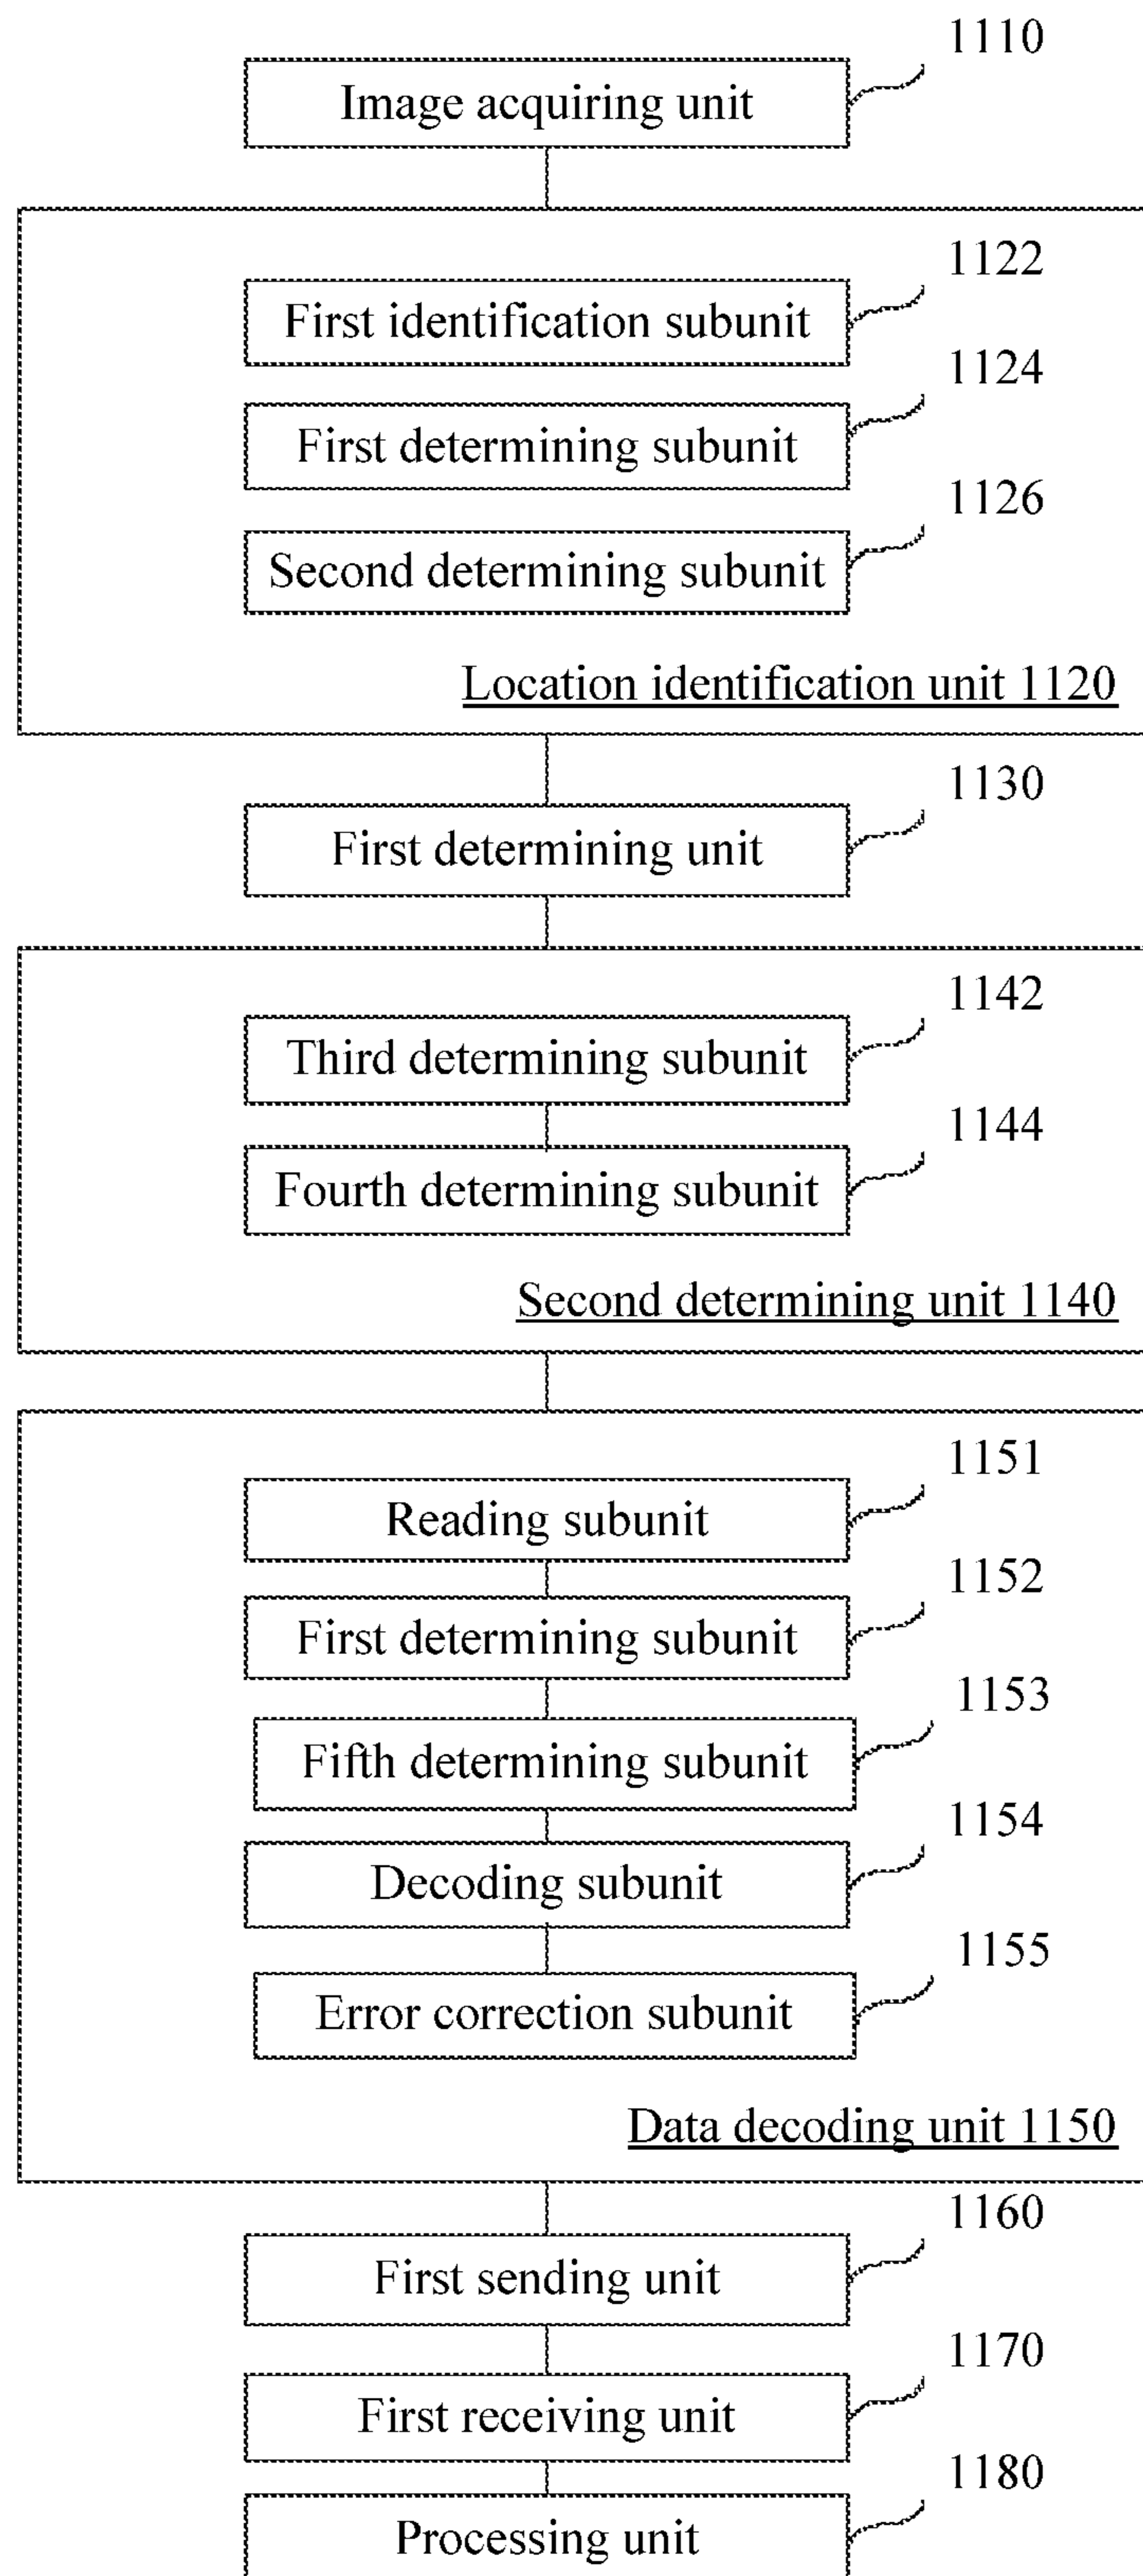 1110
Image acquiring unit
1122
First identification subunit
1124
First determining subunit
1126
Second determining subunit
Location identification unit 1120
1130
First determining unit
1142
Third determining subunit
1144
Fourth determining subunit
Second determining unit 1140
1151
Reading subunit
1152
First determining subunit
1153
Fifth determining subunit
1154
Decoding subunit
1155
Error correction subunit
Data decoding unit 1150
1160
First sending unit
1170
First receiving unit
1180
Processing unit